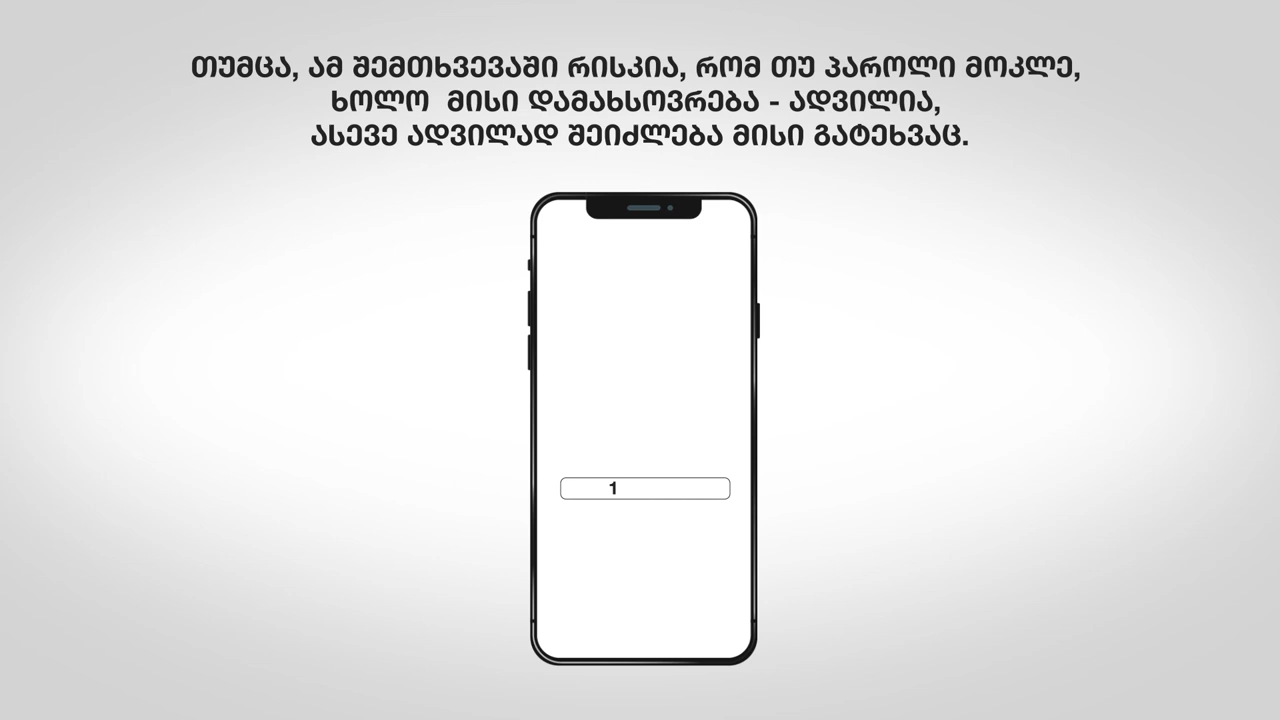 თუმცა, ამ შემთხვევაში რისკია, რომ თუ პაროლი მოკლე,
ხოლო მისი დამახსოვრება - ადვილია,
ასევე ადვილად შეიძლება მისი გატეხვაც.
1